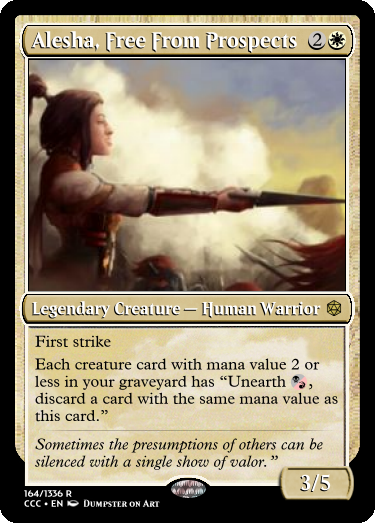 Alesha, Free From Prospects 2
Legendary Creature — Human Warrior
First strike
Each creature card with mana value 2 or
less in your graveyard has “Unearth ,
discard a card with the same mana value as
this card.”
Sometimes the presumptions of others can be
silenced with a single show of valor.”
3/5
164/1336 R
CCC • EN Dumpster on Art